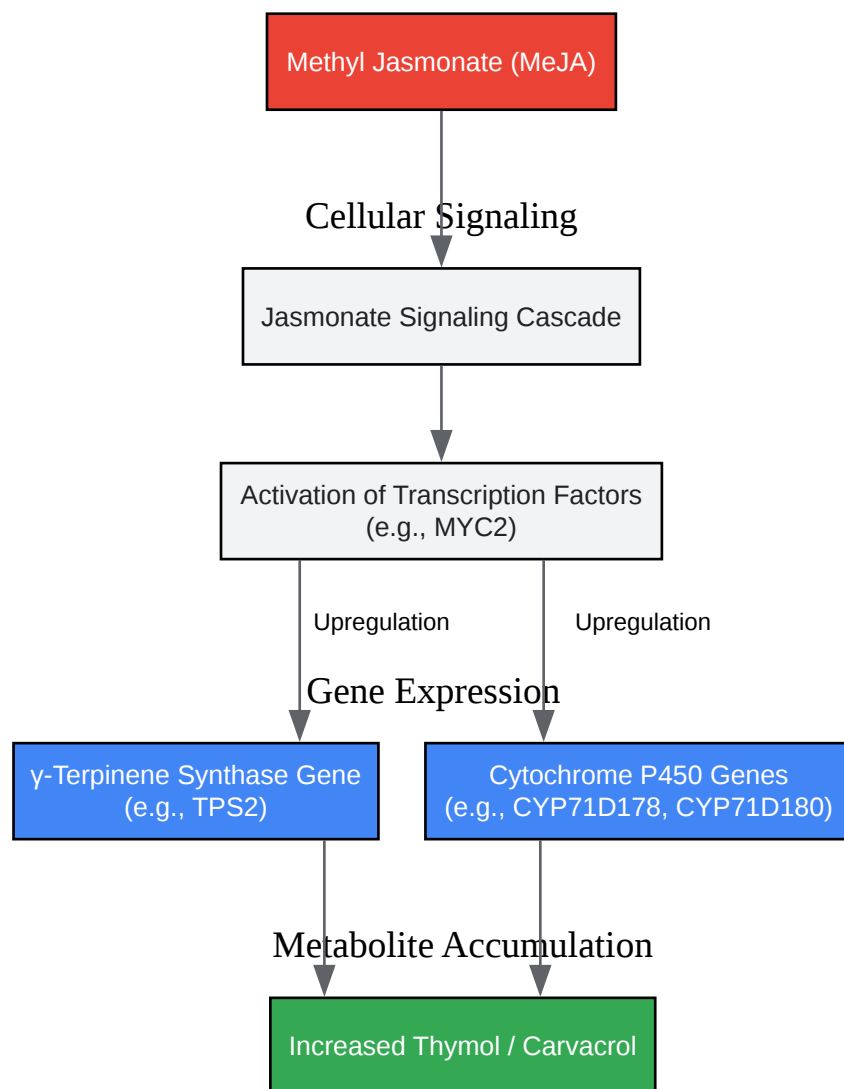 Methyl Jasmonate (MeJA)
Cellular Signaling
Jasmonate Signaling Cascade
Activation of Transcription Factors
(e.g., MYC2)
Upregulation
Upregulation
Gene Expression
γ-Terpinene Synthase Gene
(e.g., TPS2)
Cytochrome P450 Genes
(e.g., CYP71D178, CYP71D180)
Metabolite Accumulation
Increased Thymol / Carvacrol